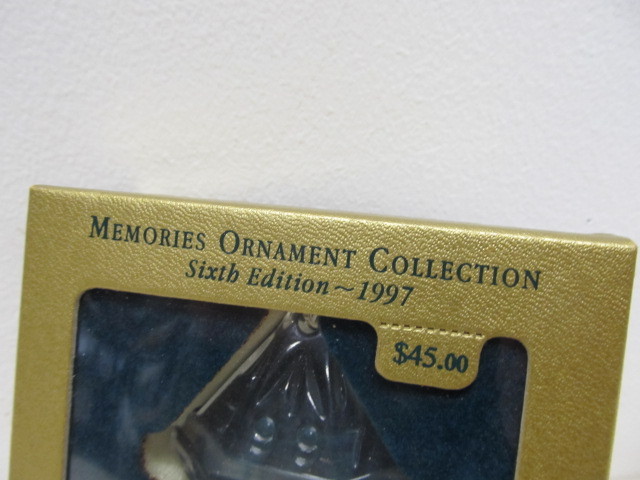 MEMORIES ORNAMENT COLLECTION
Sixth Edition~1997
$45.00